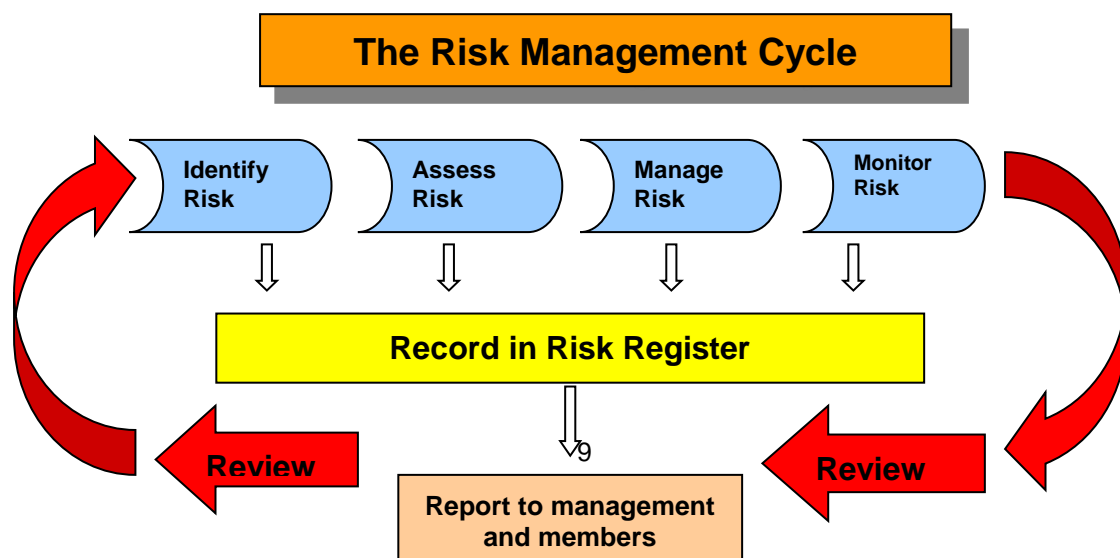 The Risk Management Cycle
Identify
Risk
Assess
Risk
Manage
Risk
Monitor
Risk
Record in Risk Register
9
Review
Review
Report to management
and members